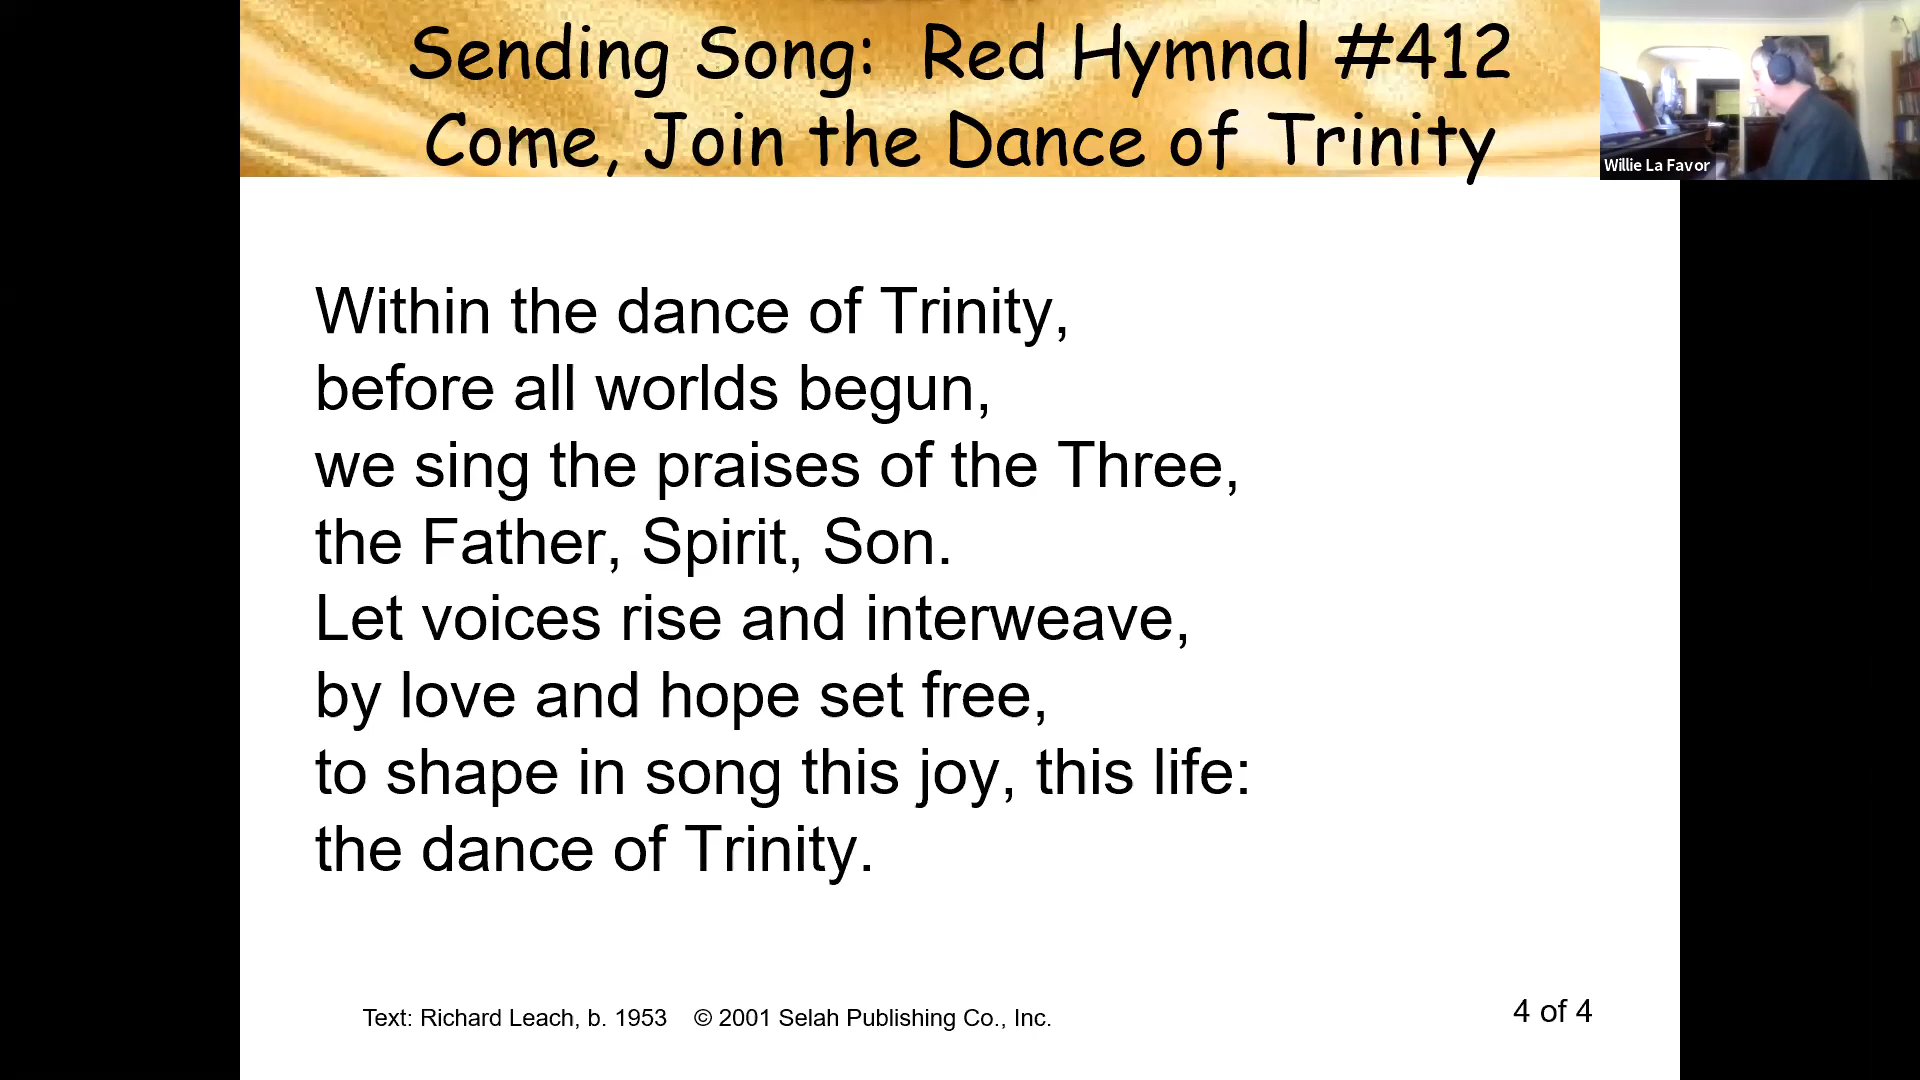 Sending Song:  Red Hymnal #412
Come, Join the Dance of Trinity
Willie La Favor
Within the dance of Trinity,
before all worlds begun,
we sing the praises of the Three,
the Father, Spirit, Son.
Let voices rise and interweave,
by love and hope set free,
to shape in song this joy, this life:
the dance of Trinity.
Text: Richard Leach, b. 1953    © 2001 Selah Publishing Co., Inc.
4 of 4